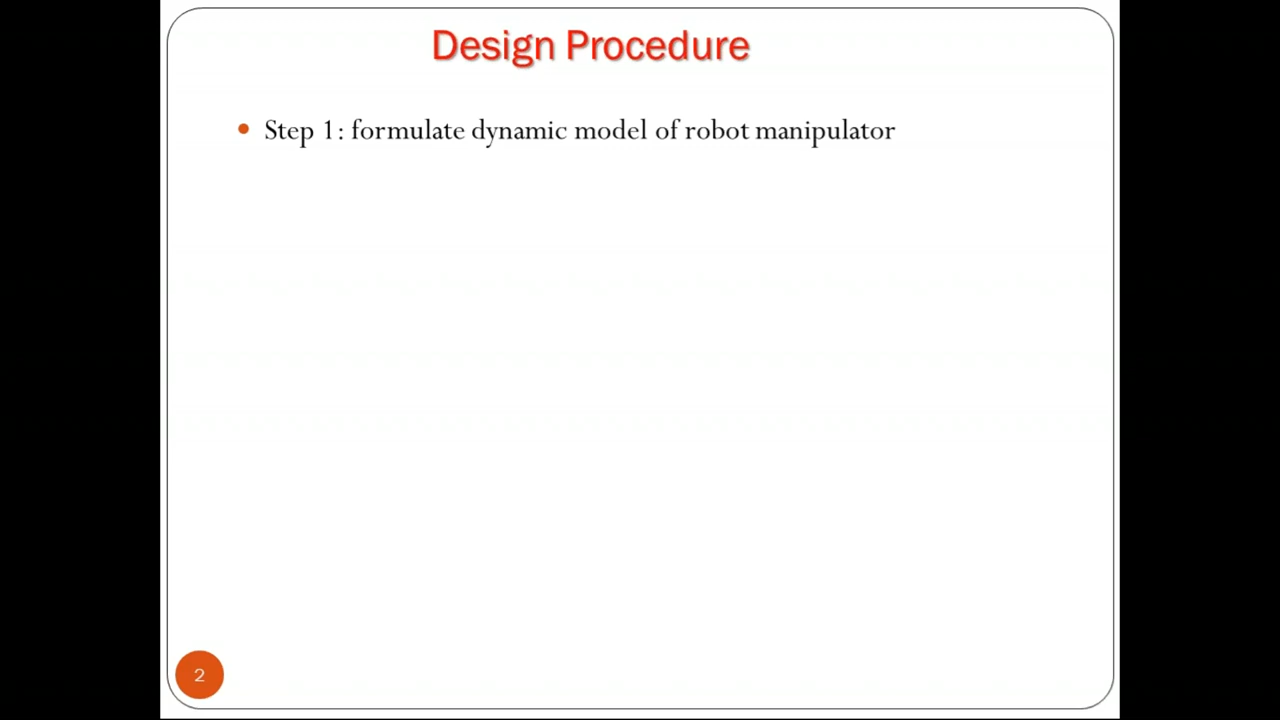 Design Procedure
Step 1: formulate dynamic model of robot manipulator
2